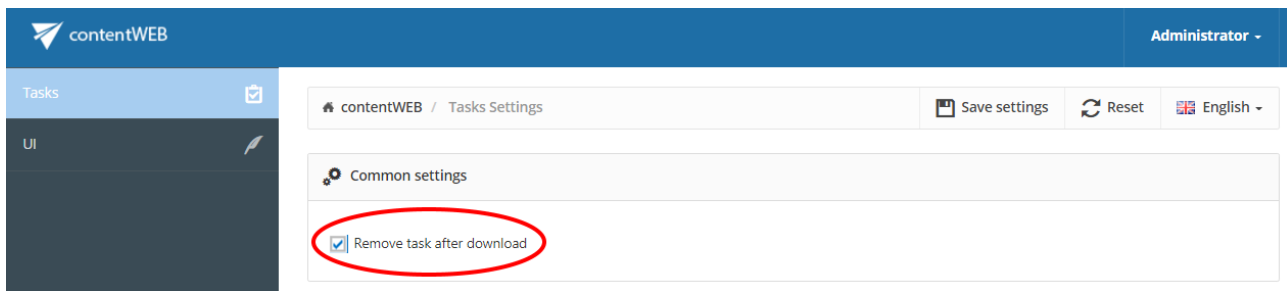 contentWEB
Administrator
Tasks
contentWEB / Tasks Settings
Save settings
Reset
English
UI
Common settings
Remove task after download